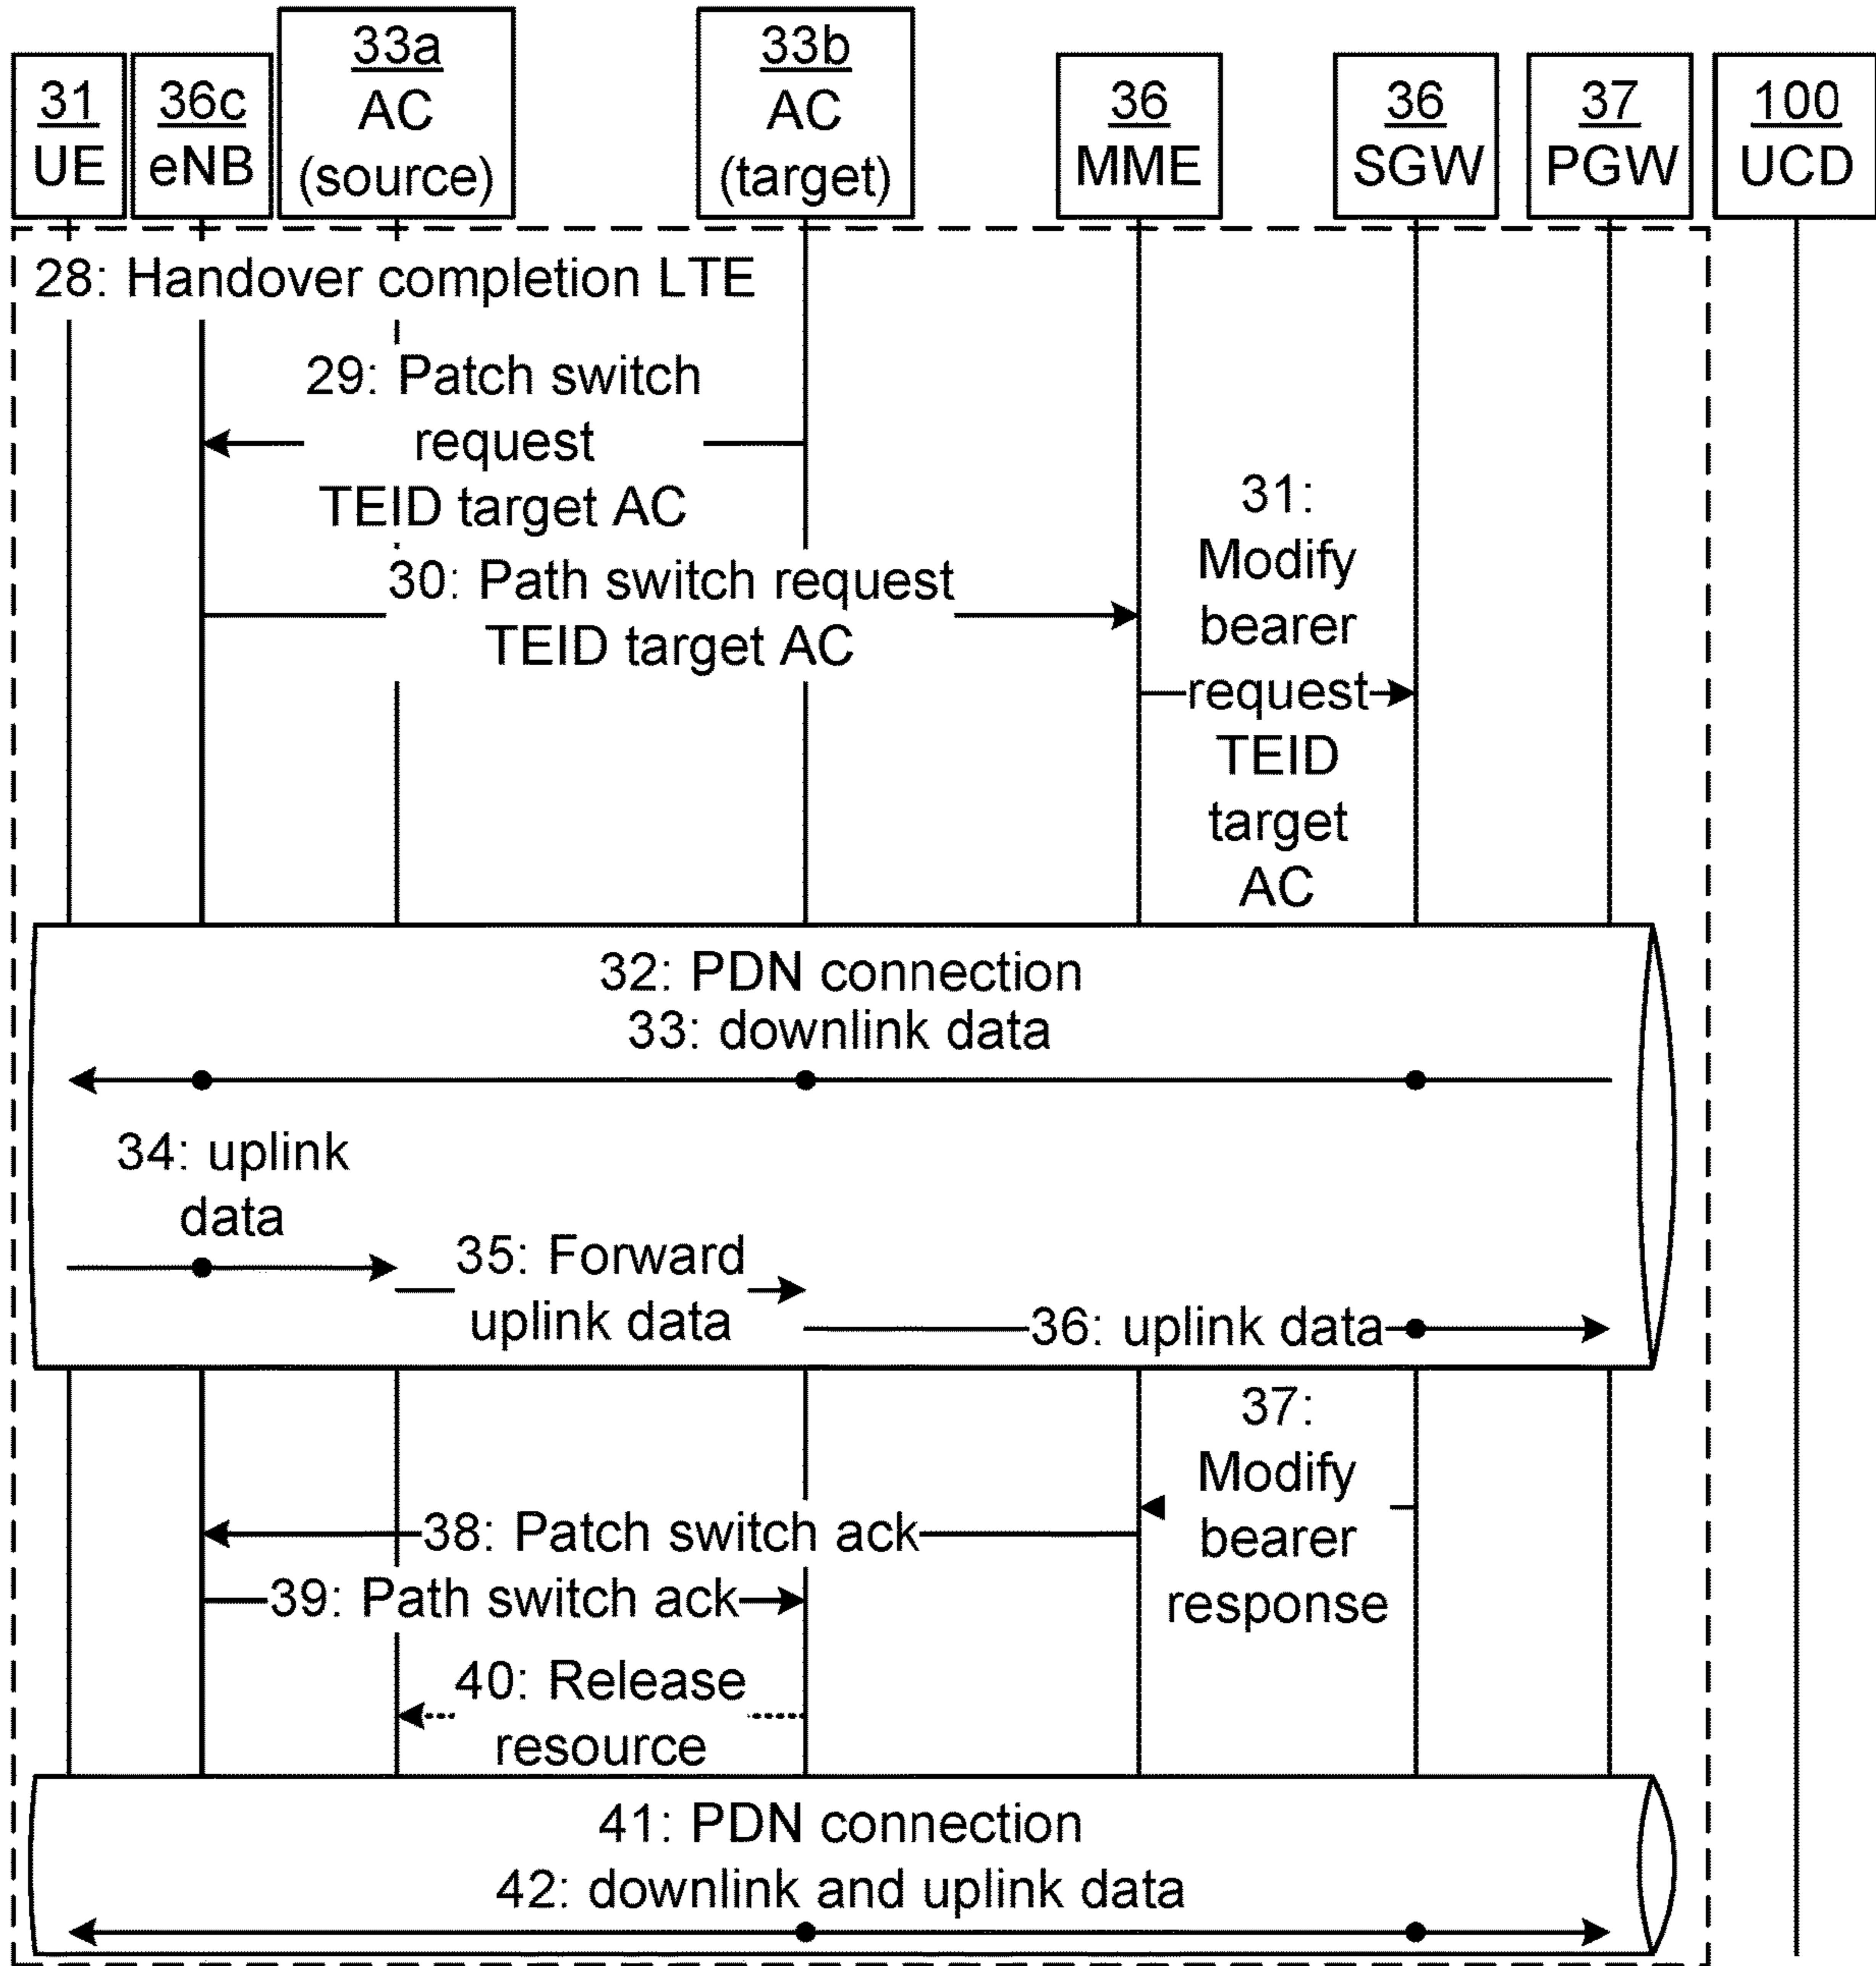 31
UE
36c
eNB
33a
AC
(source)
33b
AC
(target)
36
MME
36
SGW
37
PGW
100
UCD
28: Handover completion LTE
29: Patch switch
request
TEID target AC
30: Path switch request
TEID target AC
31:
Modify
bearer
request
TEID
target
AC
32: PDN connection
33: downlink data
34: uplink
data
35: Forward
uplink data
36: uplink data
37:
Modify
bearer
response
38: Patch switch ack
39: Path switch ack
40: Release
resource
41: PDN connection
42: downlink and uplink data